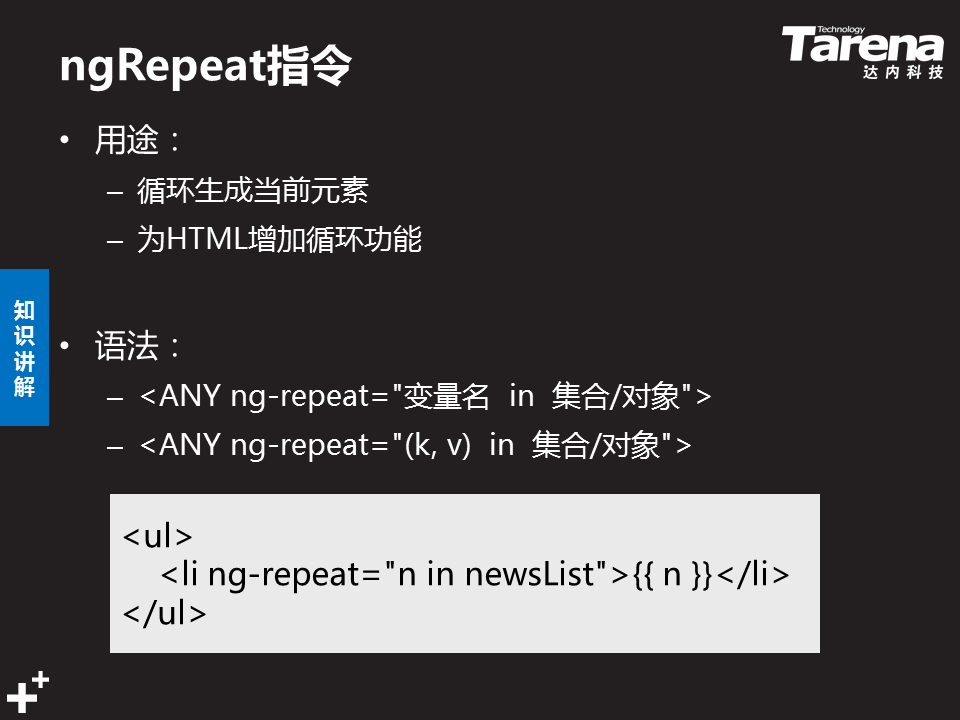 ngRepeat指令
Technology
Tarena
达内科技
• 用途：
– 循环生成当前元素
– 为HTML增加循环功能
知识讲解
• 语法：
– <ANY ng-repeat="变量名 in 集合/对象">
– <ANY ng-repeat="(k, v) in 集合/对象">
<ul>
<li ng-repeat="n in newsList">{{ n }}</li>
</ul>